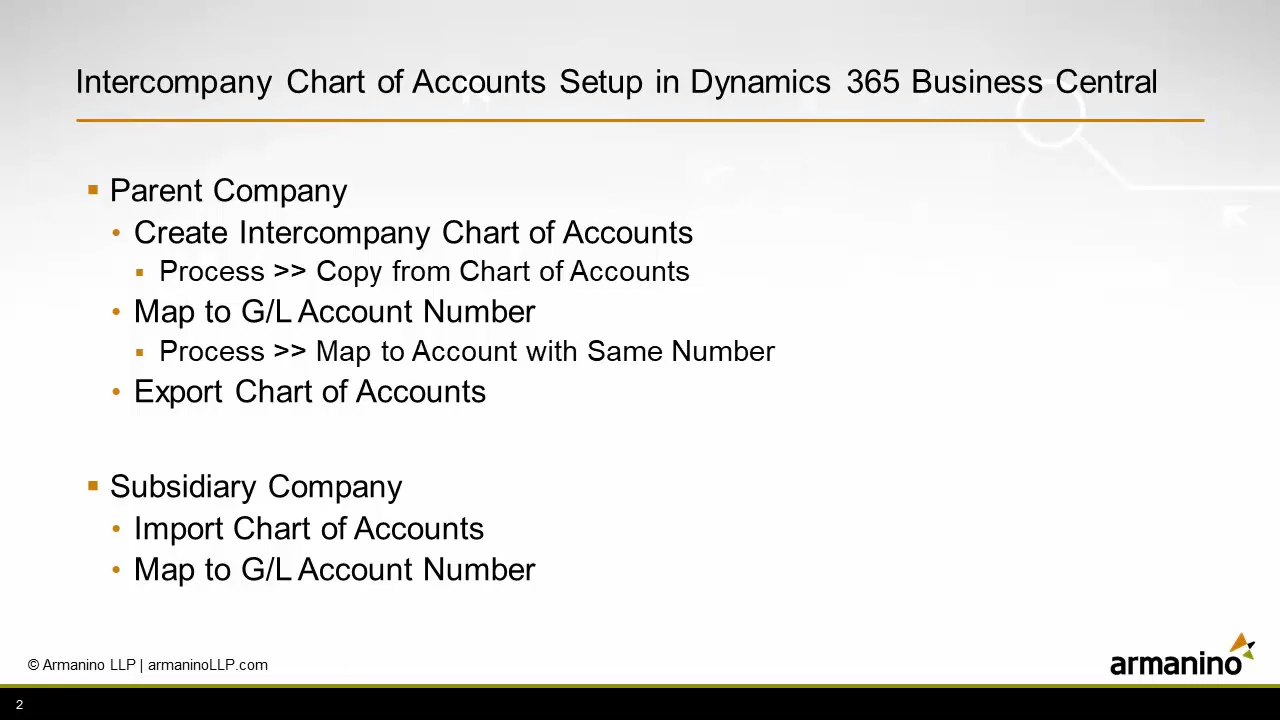 Intercompany Chart of Accounts Setup in Dynamics 365 Business Central
▪ Parent Company
• Create Intercompany Chart of Accounts
▪ Process >> Copy from Chart of Accounts
• Map to G/L Account Number
▪ Process >> Map to Account with Same Number
• Export Chart of Accounts
▪ Subsidiary Company
• Import Chart of Accounts
• Map to G/L Account Number
© Armanino LLP | armaninoLLP.com
armanino
2